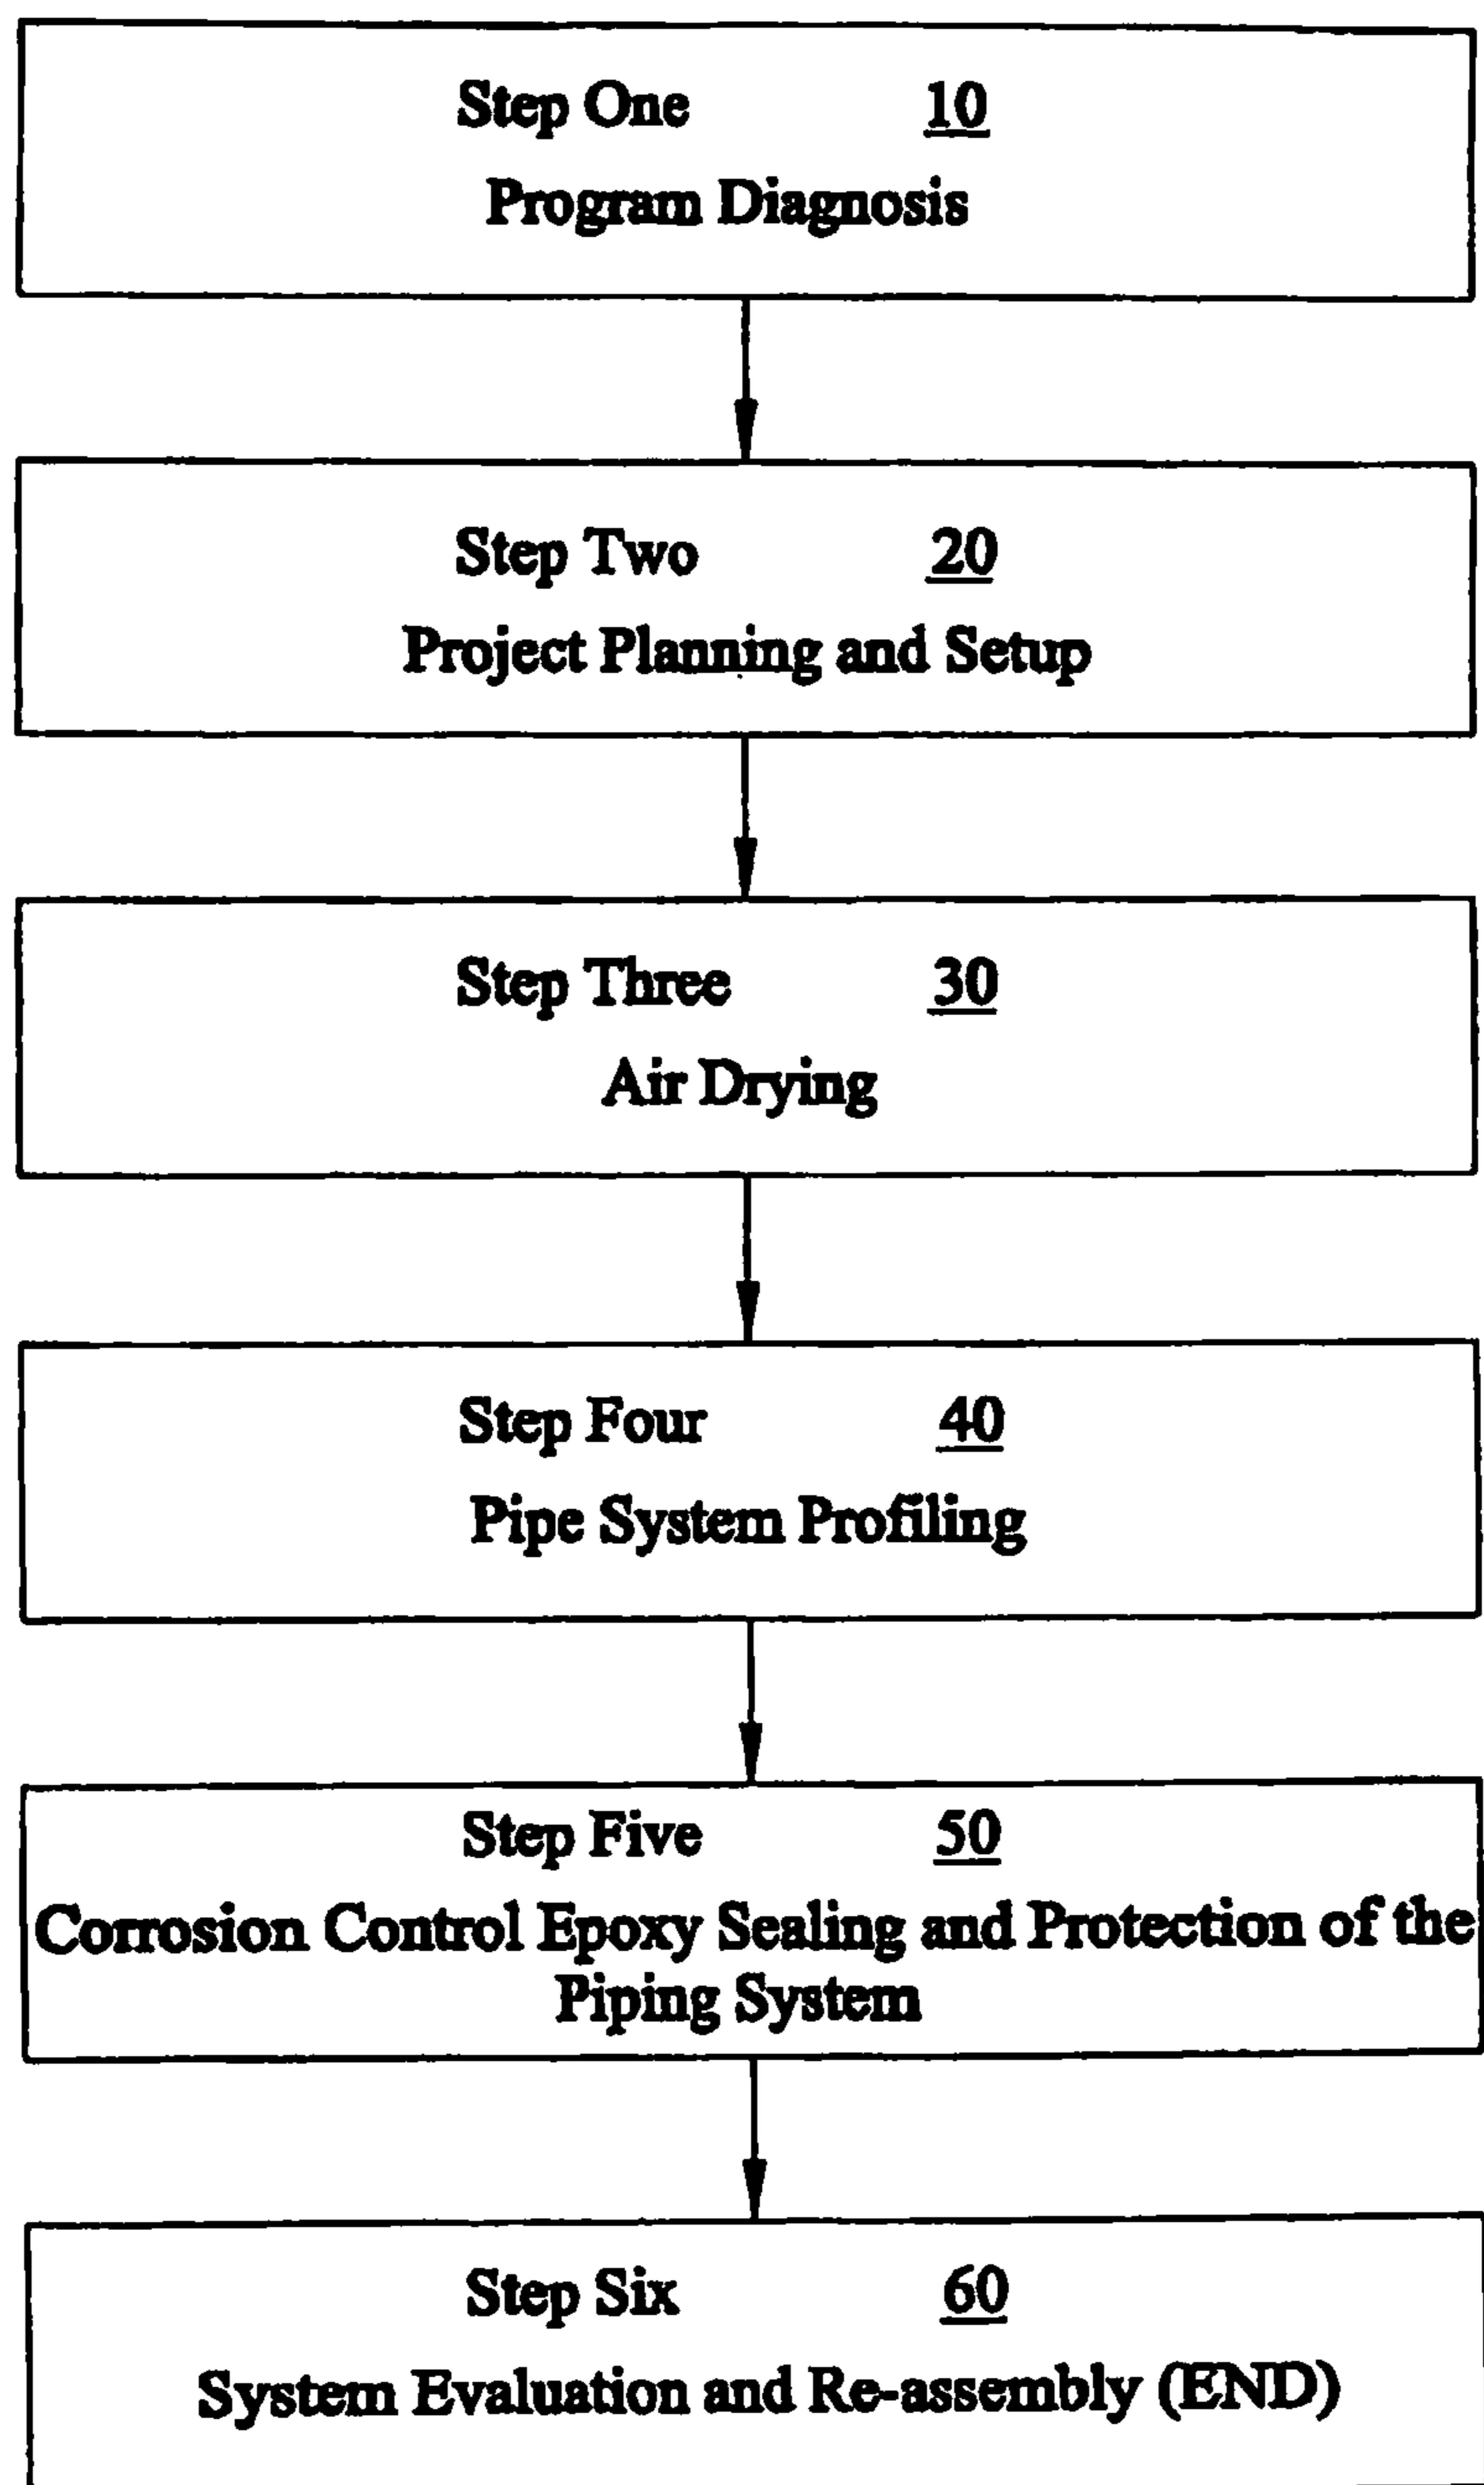 Step One 10
Program Diagnosis
Step Two 20
Project Planning and Setup
Step Three 30
Air Drying
Step Four 40
Pipe System Profiling
Step Five 50
Corrosion Control Epoxy Sealing and Protection of the
Piping System
Step Six 60
System Evaluation and Re-assembly (END)